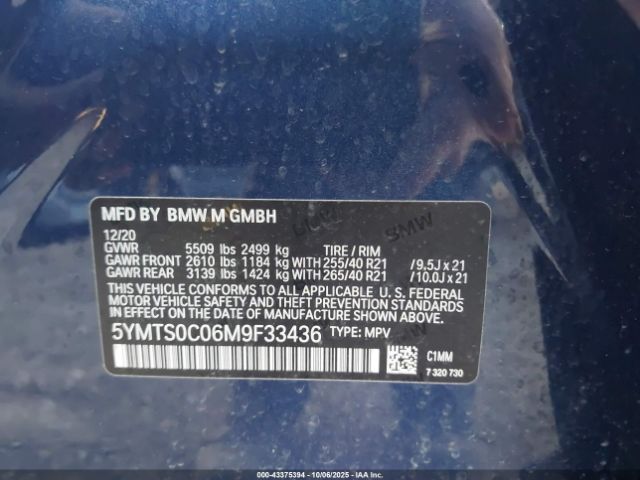 MFD BY BMW M GMBH
12/20
GVWR 5509 lbs 2499 kg TIRE / RIM
GAWR FRONT 2610 lbs 1184 kg WITH 255/40 R21 / 9.5J x 21
GAWR REAR 3139 lbs 1424 kg WITH 265/40 R21 / 10.0J x 21
THIS VEHICLE CONFORMS TO ALL APPLICABLE U. S. FEDERAL
MOTOR VEHICLE SAFETY, BUMPER AND THEFT PREVENTION STANDARDS
IN EFFECT ON THE DATE OF MANUFACTURE SHOWN ABOVE.
5YMTS0C06M9F33436 TYPE: MPV
C1MM
7 320 730
BMW
BMW
000-43375394 - 10/06/2025 - ©IAA Inc.